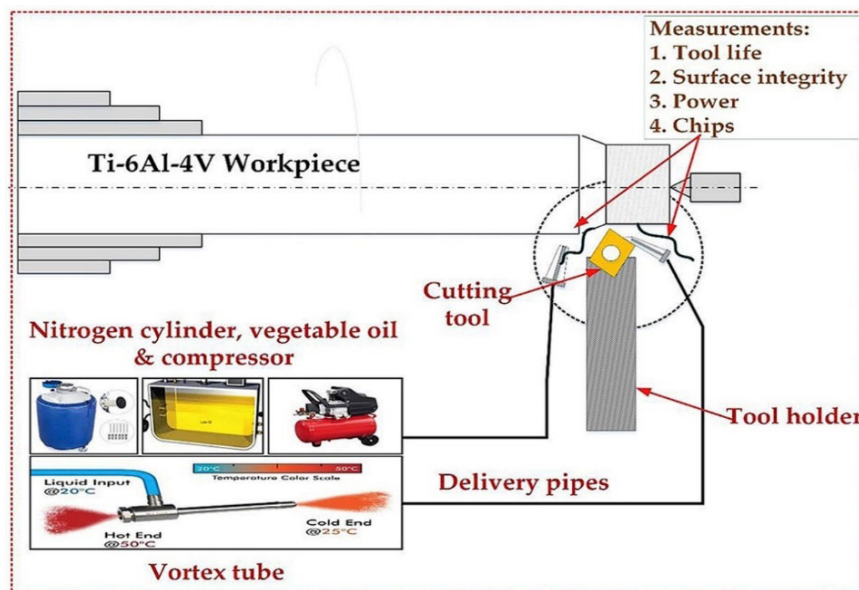 Measurements:
1. Tool life
2. Surface integrity
3. Power
4. Chips
Ti-6Al-4V Workpiece
Cutting
tool
Nitrogen cylinder, vegetable oil
& compressor
Tool holder
20°C
50°C
Temperature Color Scale
Liquid Input
@20°C
Hot End
@50°C
Cold End
@25°C
Delivery pipes
Vortex tube